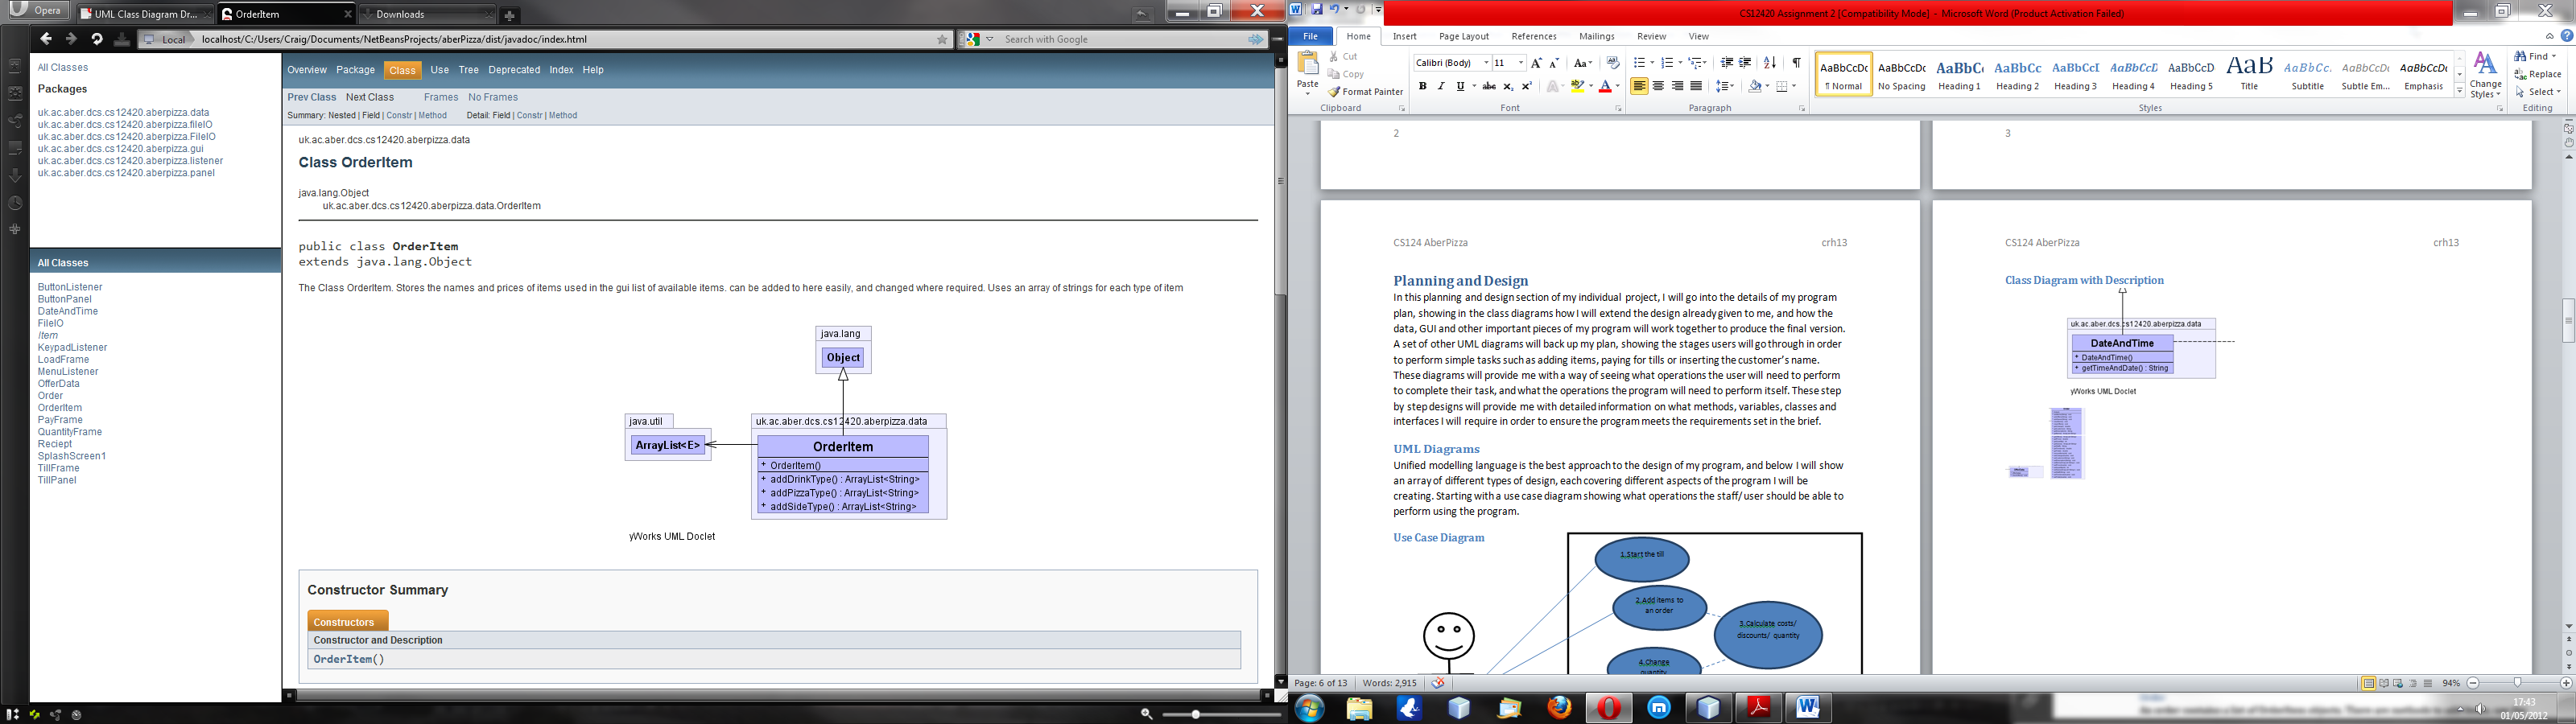 Opera
UML Class Diagram Dr...
OrderItem
Downloads
Local
localhost/C:/Users/Craig/Documents/NetBeansProjects/aberPizza/dist/javadoc/index.html
Search with Google
All Classes
Packages
uk.ac.aber.dcs.cs12420.aberpizza.data
uk.ac.aber.dcs.cs12420.aberpizza.fileIO
uk.ac.aber.dcs.cs12420.aberpizza.FileIO
uk.ac.aber.dcs.cs12420.aberpizza.gui
uk.ac.aber.dcs.cs12420.aberpizza.listener
uk.ac.aber.dcs.cs12420.aberpizza.panel
All Classes
ButtonListener
ButtonPanel
DateAndTime
FileIO
Item
KeypadListener
LoadFrame
MenuListener
OfferData
Order
OrderItem
PayFrame
QuantityFrame
Reciept
SplashScreen1
TillFrame
TillPanel
Overview Package Class Use Tree Deprecated Index Help
Prev Class Next Class Frames No Frames
Summary: Nested | Field | Constr | Method Detail: Field | Constr | Method
uk.ac.aber.dcs.cs12420.aberpizza.data
Class OrderItem
java.lang.Object
uk.ac.aber.dcs.cs12420.aberpizza.data.OrderItem
public class OrderItem
extends java.lang.Object
The Class OrderItem. Stores the names and prices of items used in the gui list of available items. can be added to here easily, and changed where required. Uses an array of strings for each type of item
java.lang
Object
java.util
ArrayList<E>
uk.ac.aber.dcs.cs12420.aberpizza.data
OrderItem
+ OrderItem()
+ addDrinkType() : ArrayList<String>
+ addPizzaType() : ArrayList<String>
+ addSideType() : ArrayList<String>
yWorks UML Doclet
Constructor Summary
Constructors
Constructor and Description
OrderItem()
CS12420 Assignment 2 [Compatibility Mode] - Microsoft Word (Product Activation Failed)
File Home Insert Page Layout References Mailings Review View
Paste
Cut
Copy
Format Painter
Clipboard
Calibri (Body) 11
Font
Paragraph
AaBbCcDc AaBbCcDc AaBbC AaBbCc AaBbCcI AaBbCcD AaBbCcD AaB AaBbCc. AaBbCcDc AaBbCcDc
¶ Normal No Spacing Heading 1 Heading 2 Heading 3 Heading 4 Heading 5 Title Subtitle Subtle Em... Emphasis
Styles
Change Styles
Find
Replace
Select
Editing
2
3
CS124 AberPizza crh13
Planning and Design
In this planning and design section of my individual project, I will go into the details of my program
plan, showing in the class diagrams how I will extend the design already given to me, and how the
data, GUI and other important pieces of my program will work together to produce the final version.
A set of other UML diagrams will back up my plan, showing the stages users will go through in order
to perform simple tasks such as adding items, paying for tills or inserting the customer's name.
These diagrams will provide me with a way of seeing what operations the user will need to perform
to complete their task, and what the operations the program will need to perform itself. These step
by step designs will provide me with detailed information on what methods, variables, classes and
interfaces I will require in order to ensure the program meets the requirements set in the brief.
UML Diagrams
Unified modelling language is the best approach to the design of my program, and below I will show
an array of different types of design, each covering different aspects of the program I will be
creating. Starting with a use case diagram showing what operations the staff/user should be able to
perform using the program.
Use Case Diagram
1.Start the till
2.Add items to
an order
3.Calculate costs/
discounts/ quantity
4.Change
quantity
CS124 AberPizza crh13
Class Diagram with Description
uk.ac.aber.dcs.cs12420.aberpizza.data
DateAndTime
+ DateAndTime()
+ getTimeAndDate() : String
yWorks UML Doclet
Page: 6 of 13 Words: 2,915
94%
17:43
01/05/2012